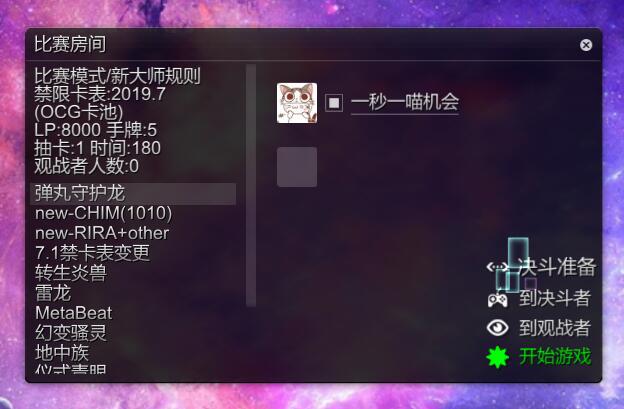 比赛房间
比赛模式/新大师规则
禁限卡表:2019.7
(OCG卡池)
LP:8000 手牌:5
抽卡:1 时间:180
观战者人数:0
弹丸守护龙
new-CHIM(1010)
new-RIRA+other
7.1禁卡表变更
转生炎兽
雷龙
MetaBeat
幻变骚灵
地中族
仪式青眼
一秒一喵机会
决斗准备
到决斗者
到观战者
开始游戏